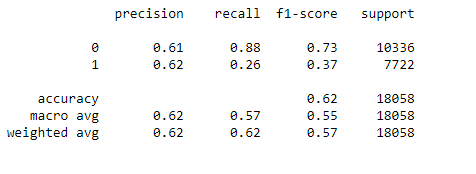 precision recall f1-score support
0 0.61 0.88 0.73 10336
1 0.62 0.26 0.37 7722
accuracy 0.62 18058
macro avg 0.62 0.57 0.55 18058
weighted avg 0.62 0.62 0.57 18058